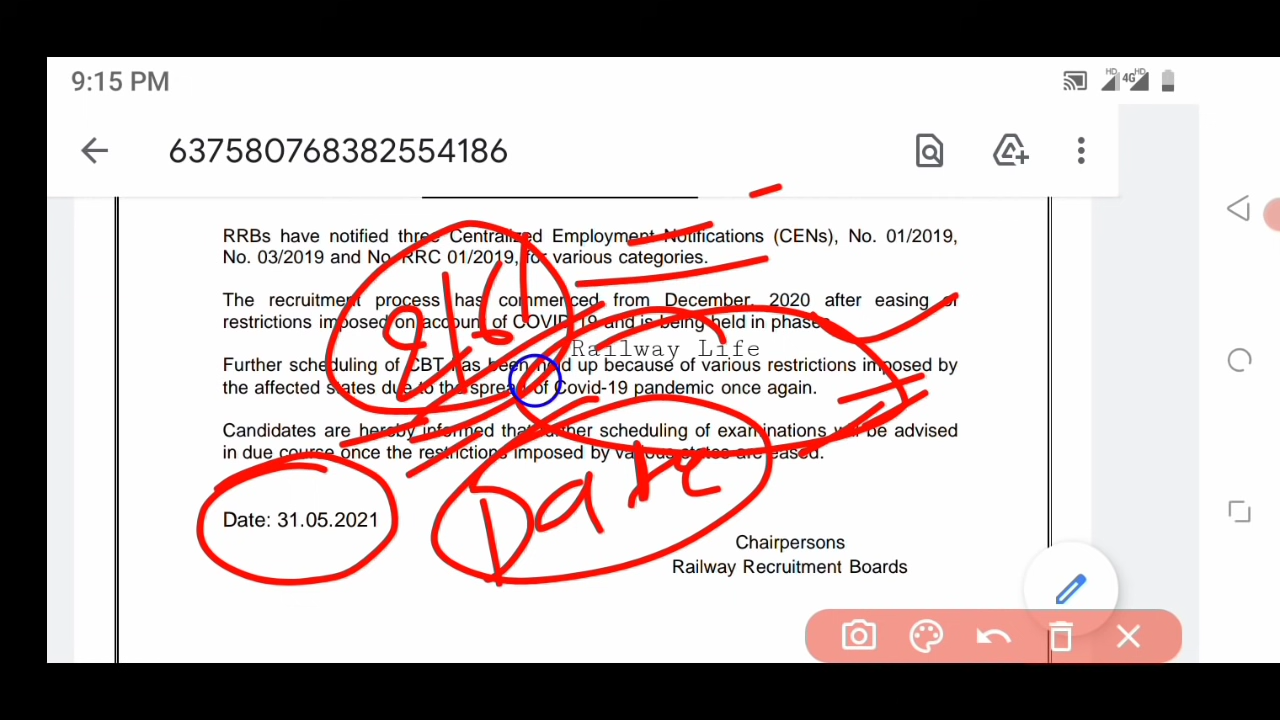 9:15 PM
HD 4G HD
637580768382554186
RRBs have notified three Centralized Employment Notifications (CENs), No. 01/2019,
No. 03/2019 and No. RRC 01/2019, for various categories.
The recruitment process has commenced from December, 2020 after easing of
restrictions imposed on account of COVID 19 and is being held in phases.
Railway Life
Further scheduling of CBT has been held up because of various restrictions imposed by
the affected states due to the spread of Covid-19 pandemic once again.
Candidates are hereby informed that further scheduling of examinations will be advised
in due course once the restrictions imposed by various states are eased.
Date
Date: 31.05.2021
Chairpersons
Railway Recruitment Boards